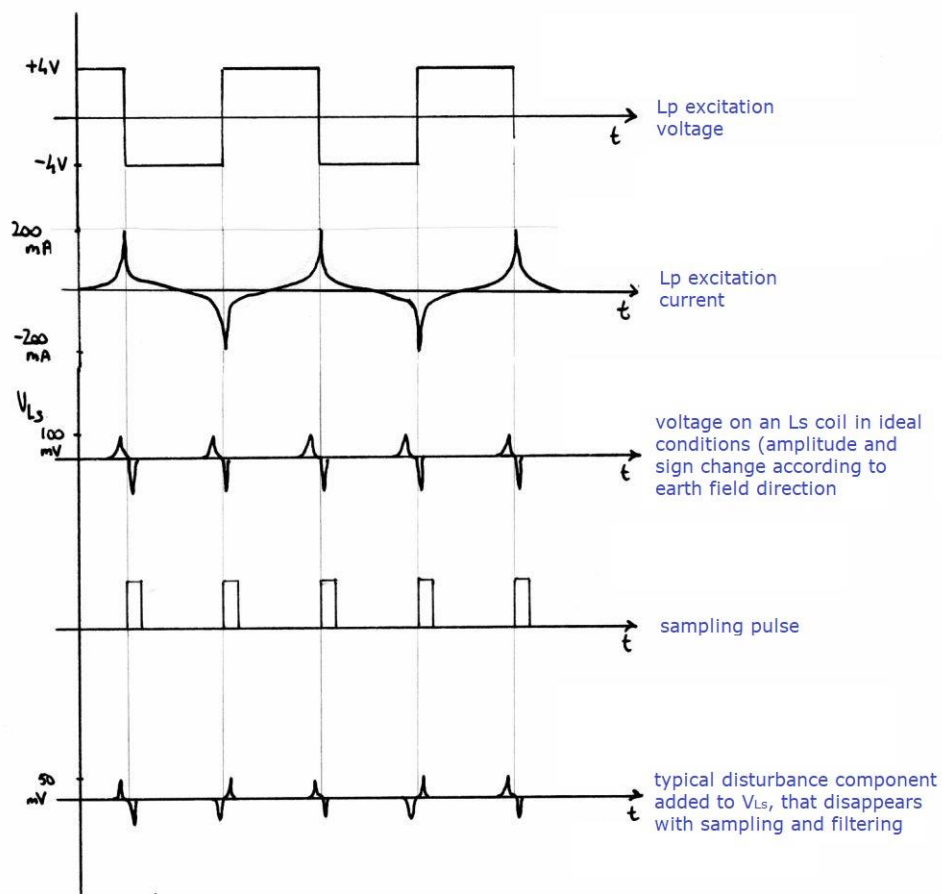 +4V
-4V
t
Lp excitation
voltage
200
mA
-200
mA
t
Lp excitation
current
VLs
100
mV
t
voltage on an Ls coil in ideal
conditions (amplitude and
sign change according to
earth field direction
t
sampling pulse
50
mV
t
typical disturbance component
added to VLs, that disappears
with sampling and filtering